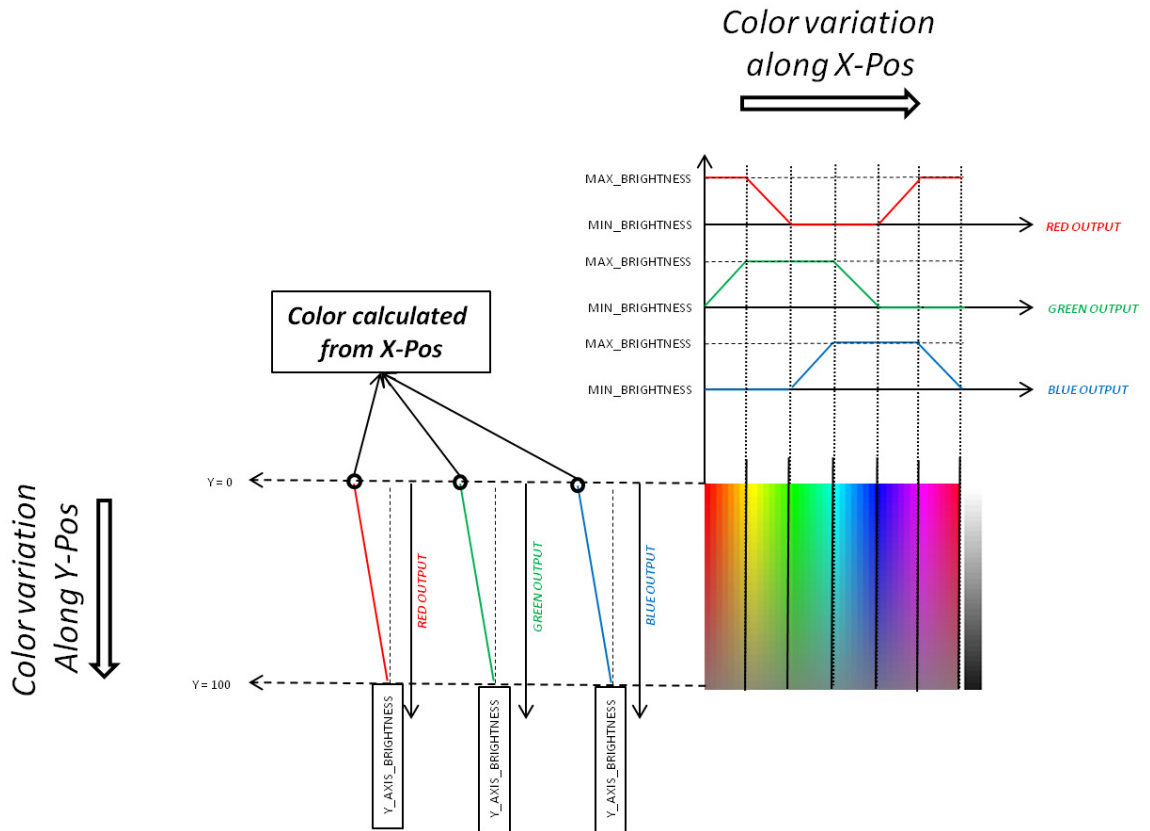 Color variation
along X-Pos
MAX_BRIGHTNESS
MIN_BRIGHTNESS
RED OUTPUT
MAX_BRIGHTNESS
MIN_BRIGHTNESS
GREEN OUTPUT
MAX_BRIGHTNESS
MIN_BRIGHTNESS
BLUE OUTPUT
Color calculated
from X-Pos
Color variation
Along Y-Pos
Y = 0
RED OUTPUT
GREEN OUTPUT
BLUE OUTPUT
Y = 100
Y_AXIS_BRIGHTNESS
Y_AXIS_BRIGHTNESS
Y_AXIS_BRIGHTNESS